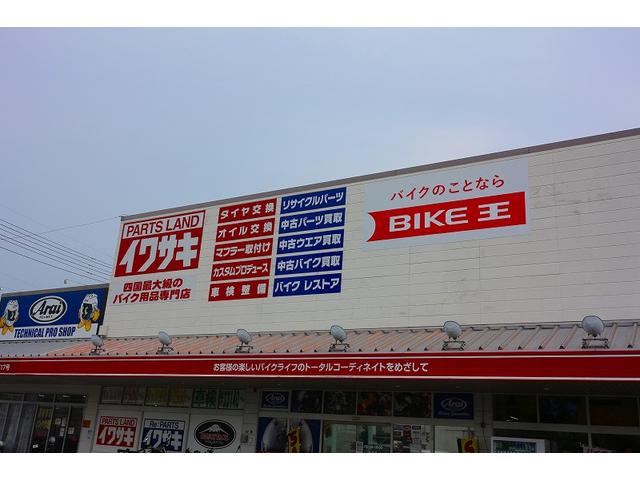 PARTS LAND
イワサキ
四国最大級の
バイク用品専門店
タイヤ交換
オイル交換
マフラー取付け
カスタムプロデュース
車検整備
リサイクルパーツ
中古パーツ買取
中古ウエア買取
中古バイク買取
バイク レストア
バイクのことなら
BIKE 王
Arai
HELMET
TECHNICAL PRO SHOP
17号
お客様の楽しいバイクライフのトータルコーディネイトをめざして
PARTS LAND
イワサキ
Re:PARTS
イワサキ
Arai